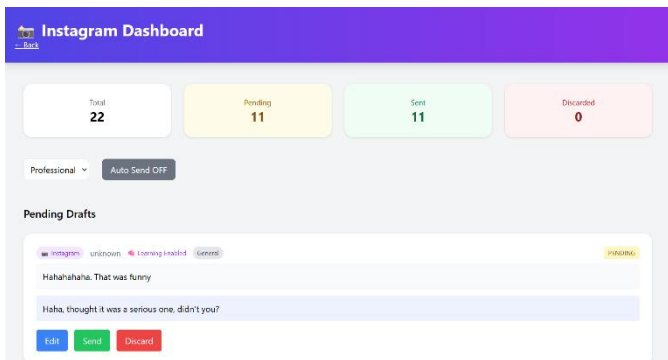 Instagram Dashboard
← Back
Total
22
Pending
11
Sent
11
Discarded
0
Professional
Auto Send OFF
Pending Drafts
Instagram unknown Learning Enabled General PENDING
Hahahahaha. That was funny
Haha, thought it was a serious one, didn't you?
Edit Send Discard